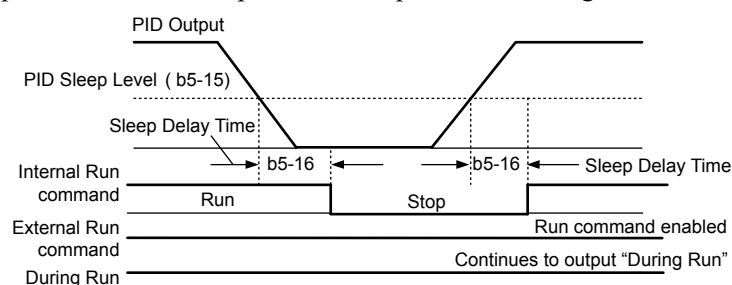 PID Output
PID Sleep Level ( b5-15)
Sleep Delay Time
b5-16
b5-16
Sleep Delay Time
Internal Run
command
Run
Stop
External Run
command
Run command enabled
Continues to output “During Run”
During Run